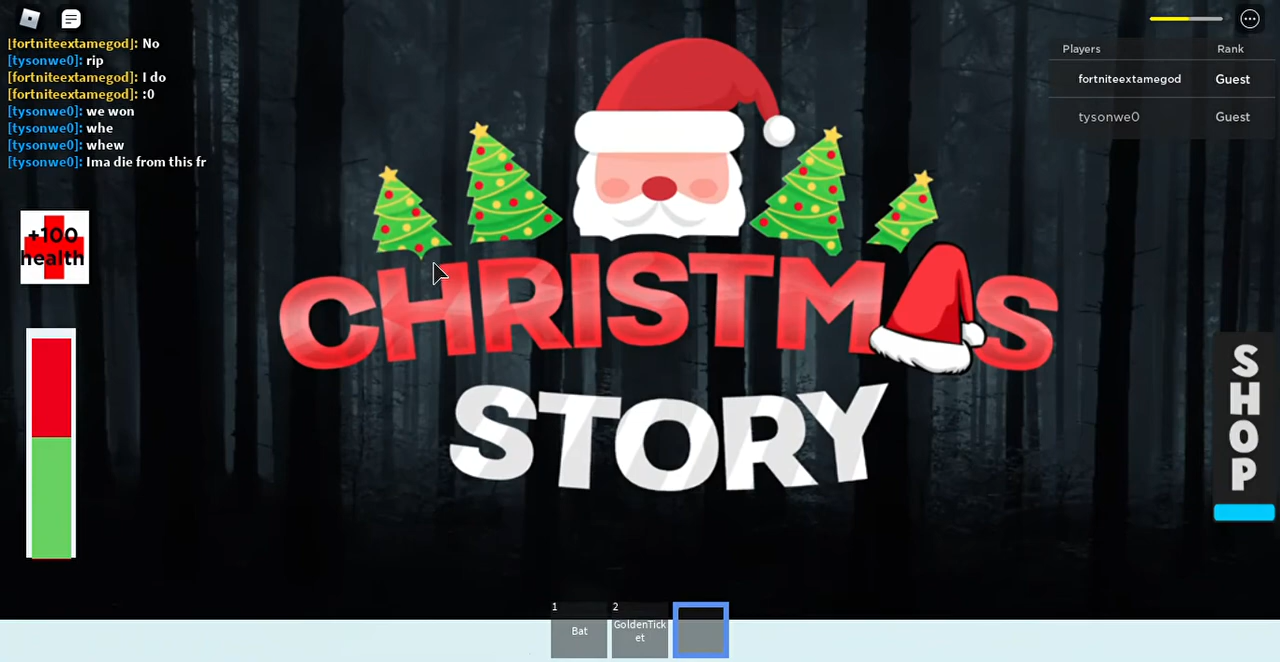 [fortniteextamegod]: No
[tysonwe0]: rip
[fortniteextamegod]: I do
[fortniteextamegod]: :0
[tysonwe0]: we won
[tysonwe0]: whe
[tysonwe0]: whew
[tysonwe0]: Ima die from this fr
Players Rank
fortniteextamegod Guest
tysonwe0 Guest
+100
health
CHRISTMAS
STORY
SHOP
1
Bat
2
GoldenTick
et